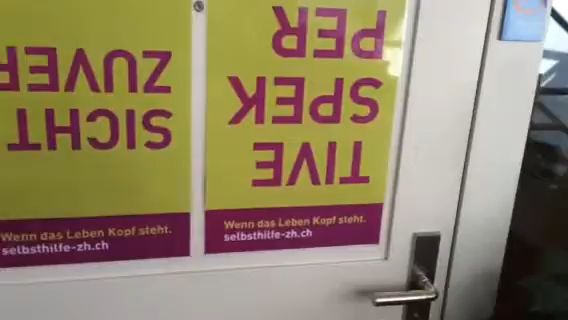 ZUVER
SICHT
Wenn das Leben Kopf steht.
selbsthilfe-zh.ch
PER
SPEK
TIVE
Wenn das Leben Kopf steht.
selbsthilfe-zh.ch